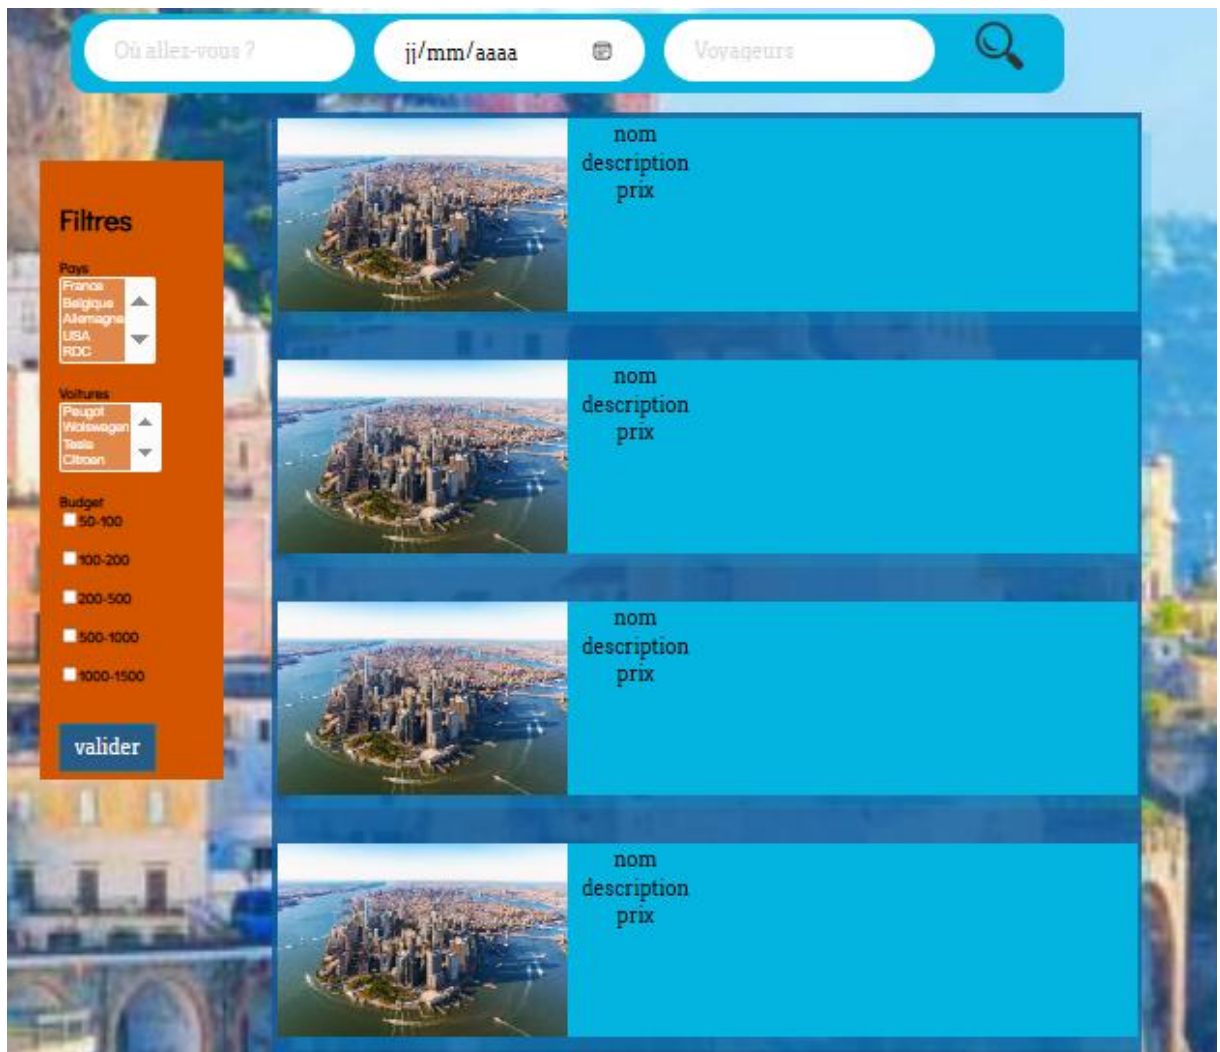 Où allez-vous ?
jj/mm/aaaa
Voyageurs
nom
description
prix
Filtres
Pays
France
Belgique
Allemagne
USA
RDC
Voitures
Peugot
Wolswagen
Tesla
Citroen
Budget
50-100
100-200
200-500
500-1000
1000-1500
valider
nom
description
prix
nom
description
prix
nom
description
prix